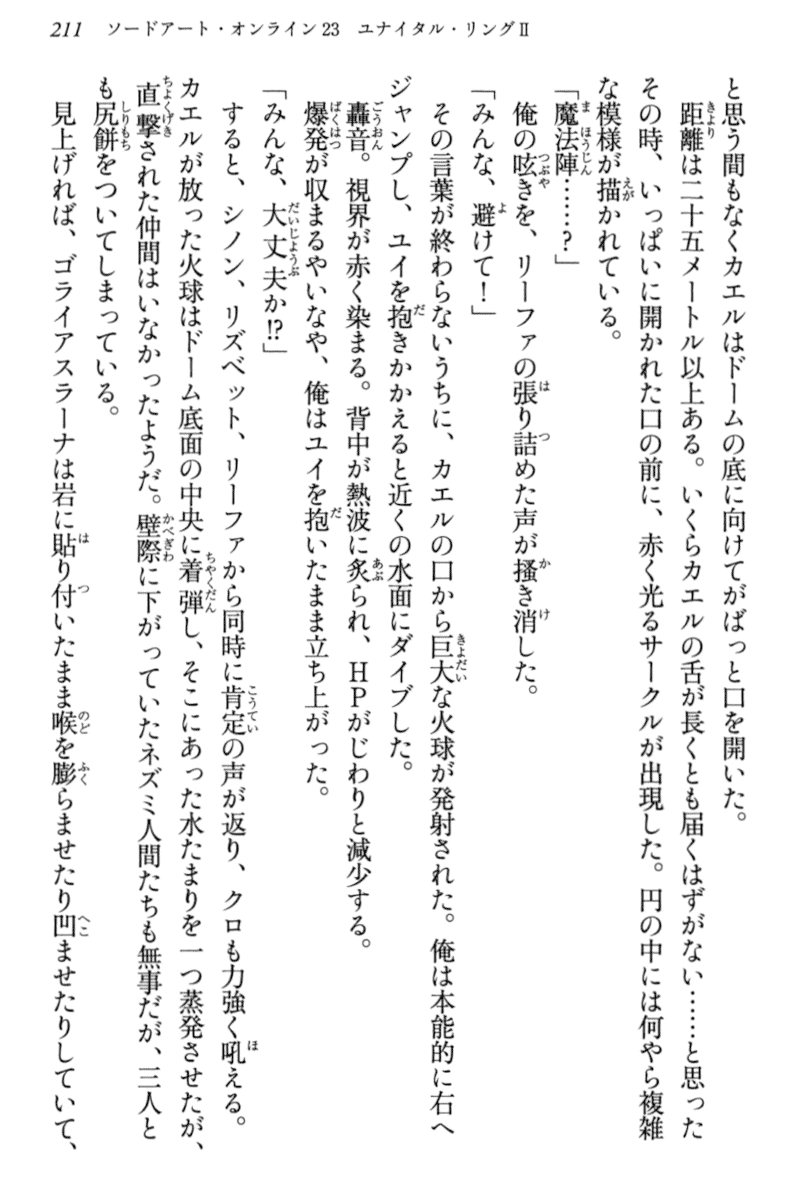 211　ソードアート・オンライン23　ユナイタル・リングⅡ
と思う間もなくカエルはドームの底に向けてがばっと口を開いた。
距離は二十五メートル以上ある。いくらカエルの舌が長くとも届くはずがない……と思った
その時、いっぱいに開かれた口の前に、赤く光るサークルが出現した。円の中には何やら複雑
な模様が描かれている。
「魔法陣……？」
俺の呟きを、リーファの張り詰めた声が掻き消した。
「みんな、避けて！」
その言葉が終わらないうちに、カエルの口から巨大な火球が発射された。俺は本能的に右へ
ジャンプし、ユイを抱きかかえると近くの水面にダイブした。
轟音。視界が赤く染まる。背中が熱波に炙られ、ＨＰがじわりと減少する。
爆発が収まるやいなや、俺はユイを抱いたまま立ち上がった。
「みんな、大丈夫か!?」
すると、シノン、リズベット、リーファから同時に肯定の声が返り、クロも力強く吼える。
カエルが放った火球はドーム底面の中央に着弾し、そこにあった水たまりを一つ蒸発させたが、
直撃された仲間はいなかったようだ。壁際に下がっていたネズミ人間たちも無事だが、三人と
も尻餅をついてしまっている。
見上げれば、ゴライアスラーナは岩に貼り付いたまま喉を膨らませたり凹ませたりしていて、